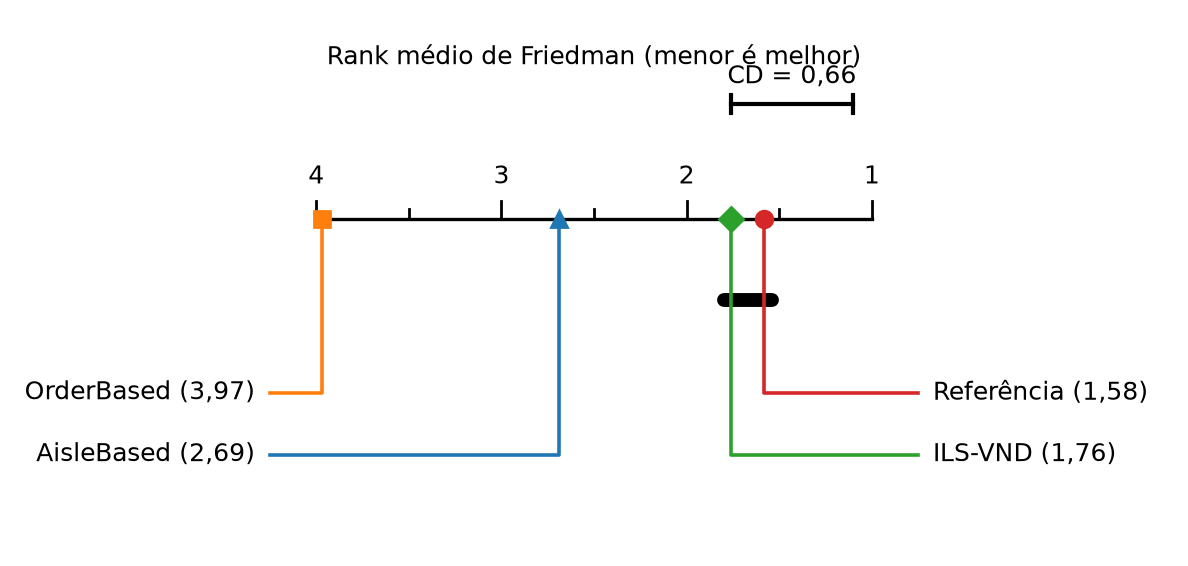 Rank médio de Friedman (menor é melhor)
CD = 0,66
4 3 2 1
OrderBased (3,97) Referência (1,58)
AisleBased (2,69) ILS-VND (1,76)